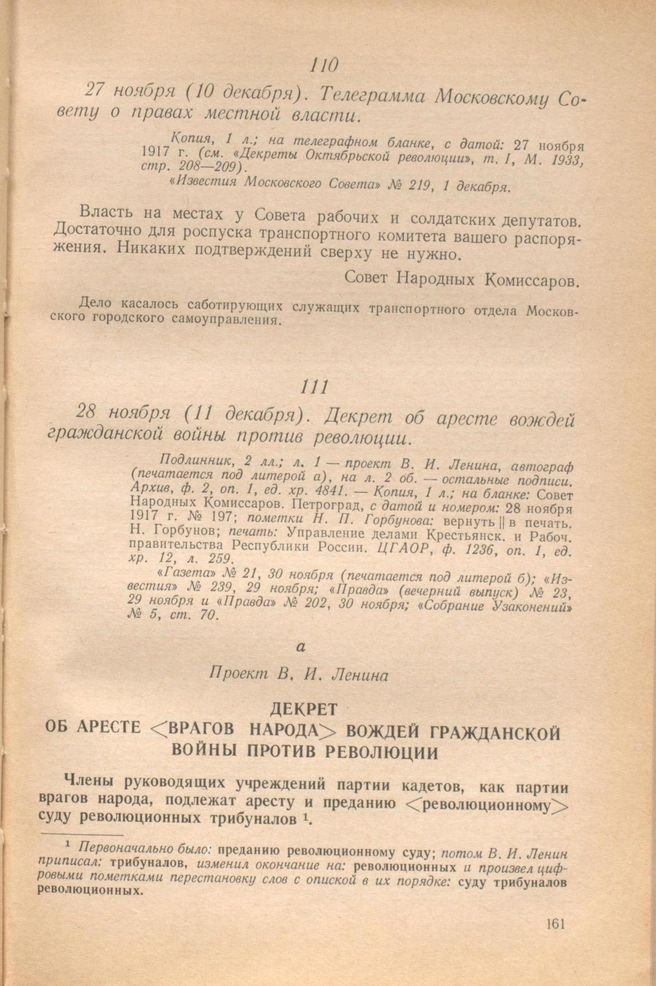 110
27 ноября (10 декабря). Телеграмма Московскому Со-
вету о правах местной власти.
Копия, 1 л.; на телеграфном бланке, с датой: 27 ноября
1917 г. (см. «Декреты Октябрьской революции», т. I, М. 1933,
стр. 208—209).
«Известия Московского Совета» № 219, 1 декабря.
Власть на местах у Совета рабочих и солдатских депутатов.
Достаточно для роспуска транспортного комитета вашего распоря-
жения. Никаких подтверждений сверху не нужно.
Совет Народных Комиссаров.
Дело касалось саботирующих служащих транспортного отдела Москов-
ского городского самоуправления.
111
28 ноября (11 декабря). Декрет об аресте вождей
гражданской войны против революции.
Подлинник, 2 лл.; л. 1 — проект В. И. Ленина, автограф
(печатается под литерой а), на л. 2 об. — остальные подписи.
Архив, ф. 2, оп. 1, ед. хр. 4841. — Копия, 1 л.; на бланке: Совет
Народных Комиссаров. Петроград, с датой и номером: 28 ноября
1917 г. № 197; пометки Н. П. Горбунова: вернуть || в печать.
Н. Горбунов; печать: Управление делами Крестьянск. и Рабоч.
правительства Республики России. ЦГАОР, ф. 1236, оп. 1, ед.
хр. 12, л. 259.
«Газета» № 21, 30 ноября (печатается под литерой б); «Из-
вестия» № 239, 29 ноября; «Правда» (вечерний выпуск) № 23,
29 ноября и «Правда» № 202, 30 ноября; «Собрание Узаконений»
№ 5, ст. 70.
а
Проект В. И. Ленина
ДЕКРЕТ
ОБ АРЕСТЕ <ВРАГОВ НАРОДА> ВОЖДЕЙ ГРАЖДАНСКОЙ
ВОЙНЫ ПРОТИВ РЕВОЛЮЦИИ
Члены руководящих учреждений партии кадетов, как партии
врагов народа, подлежат аресту и преданию <революционному>
суду революционных трибуналов ¹.
¹ Первоначально было: преданию революционному суду; потом В. И. Ленин
приписал: трибуналов, изменил окончание на: революционных и произвел циф-
ровыми пометками перестановку слов с опиской в их порядке: суду трибуналов
революционных.
161